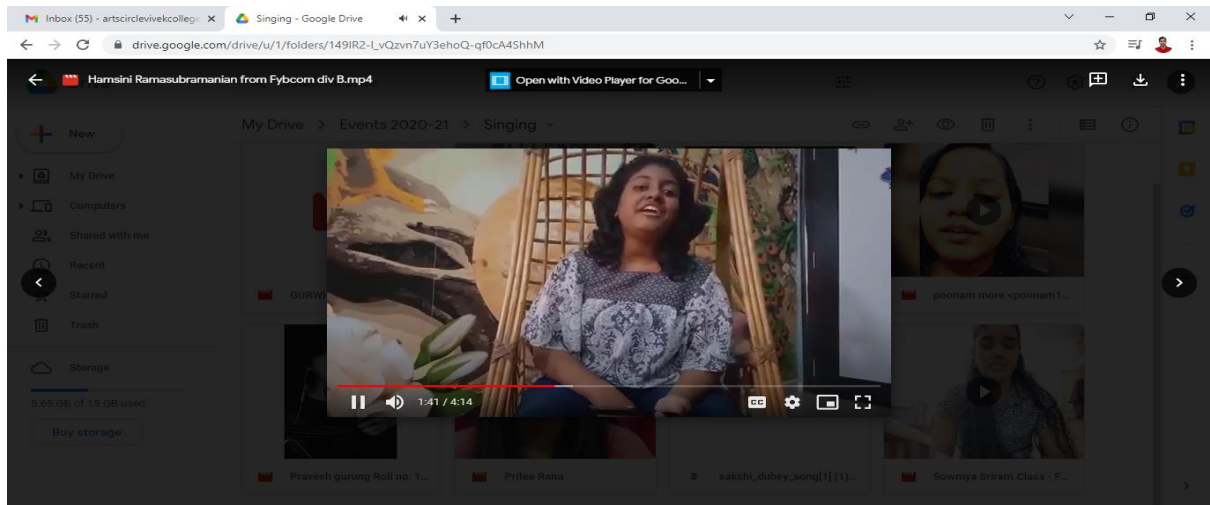 Inbox (55) - artscirclevivekcollege
Singing - Google Drive
drive.google.com/drive/u/1/folders/149IR2-l_vQzvn7uY3ehoQ-qf0cA4ShhM
Hamsini Ramasubramanian from Fybcom div B.mp4
Open with Video Player for Goo...
New
My Drive > Events 2020-21 > Singing
My Drive
Computers
Shared with me
Recent
Starred
Trash
Storage
5.65 GB of 15 GB used
Buy storage
poonam more <poonam1...
1:41 / 4:14
CC
Pravesh gurung Roll no: 1...
Pritee Rana
sakshi_dubey_song[1] (1)...
Sowmiya Sriram Class - F...